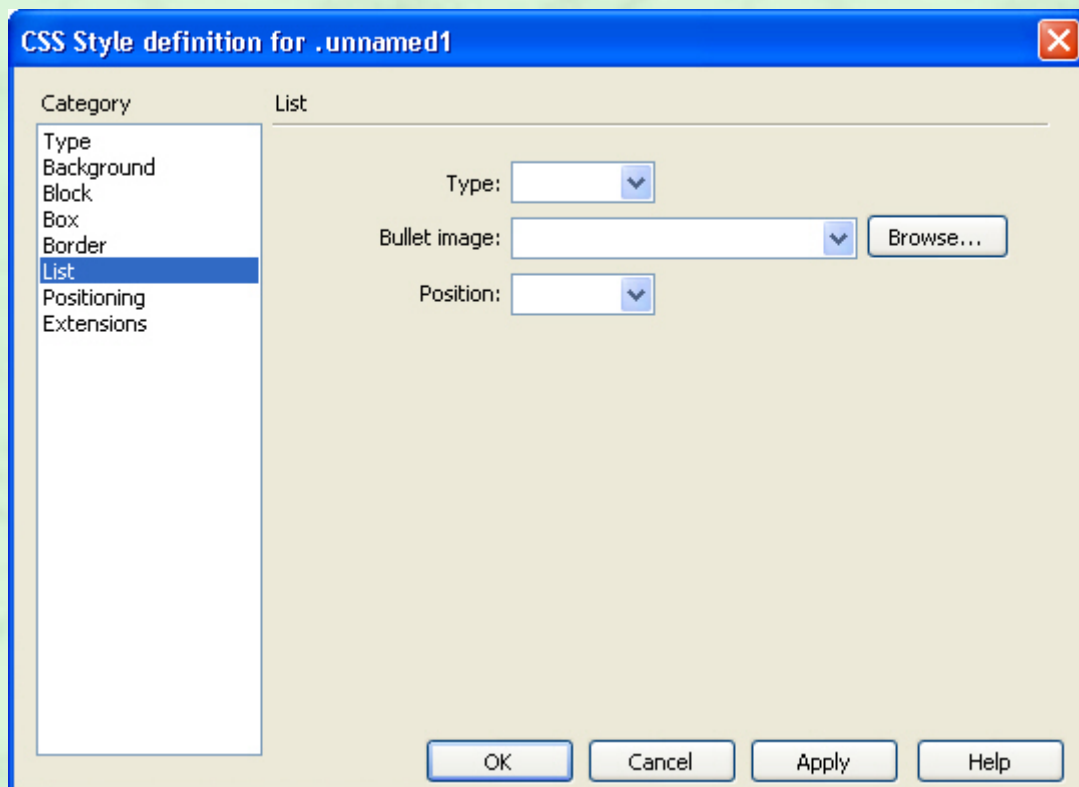 CSS Style definition for .unnamed1
Category
List
Type
Background
Block
Box
Border
List
Positioning
Extensions
Type:
Bullet image:
Browse...
Position:
OK
Cancel
Apply
Help